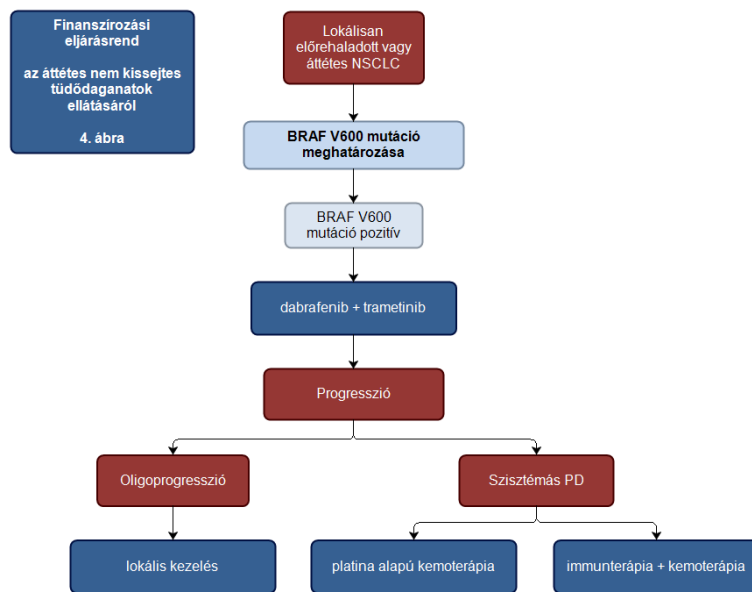 Finanszírozási
eljárásrend
az áttétes nem kissejtes
tüdődaganatok
ellátásáról
4. ábra
Lokálisan
előrehaladott vagy
áttétes NSCLC
BRAF V600 mutáció
meghatározása
BRAF V600
mutáció pozitív
dabrafenib + trametinib
Progresszió
Oligoprogresszió
Szisztémás PD
lokális kezelés
platina alapú kemoterápia
immunterápia + kemoterápia